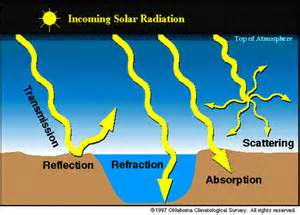 Incoming Solar Radiation
Top of Atmosphere
Transmission
Scattering
Reflection
Refraction
Absorption
©1997 Oklahoma Climatological Survey. All rights reserved.